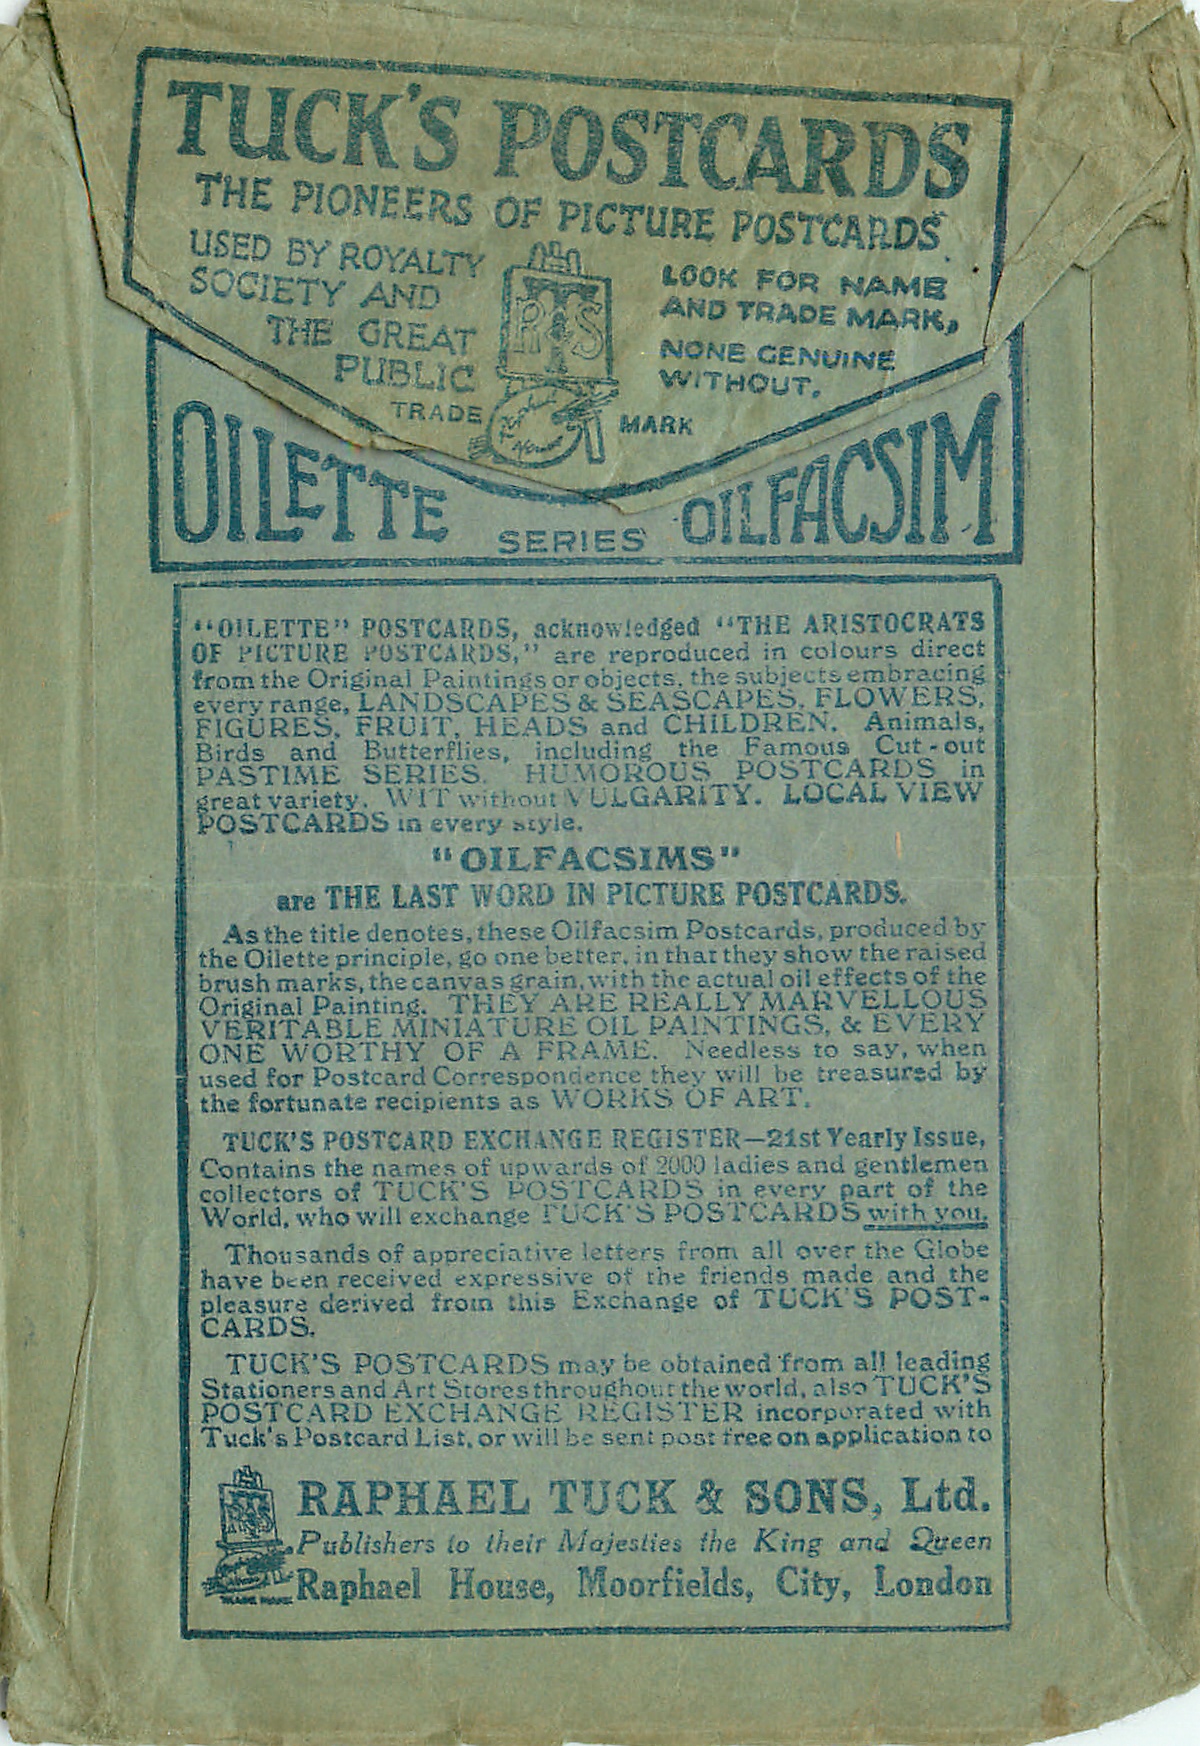 TUCK'S POSTCARDS
THE PIONEERS OF PICTURE POSTCARDS.
USED BY ROYALTY
SOCIETY AND
THE GREAT
PUBLIC
R & S
LOOK FOR NAME
AND TRADE MARK,
NONE GENUINE
WITHOUT.
TRADE MARK
OILETTE SERIES OILFACSIM
"OILETTE" POSTCARDS, acknowledged "THE ARISTOCRATS
OF PICTURE POSTCARDS," are reproduced in colours direct
from the Original Paintings or objects, the subjects embracing
every range, LANDSCAPES & SEASCAPES, FLOWERS,
FIGURES, FRUIT, HEADS and CHILDREN. Animals,
Birds and Butterflies, including the Famous Cut-out
PASTIME SERIES. HUMOROUS POSTCARDS in
great variety. WIT without VULGARITY. LOCAL VIEW
POSTCARDS in every style.
"OILFACSIMS"
are THE LAST WORD IN PICTURE POSTCARDS.
As the title denotes, these Oilfacsim Postcards, produced by
the Oilette principle, go one better, in that they show the raised
brush marks, the canvas grain, with the actual oil effects of the
Original Painting. THEY ARE REALLY MARVELLOUS
VERITABLE MINIATURE OIL PAINTINGS, & EVERY
ONE WORTHY OF A FRAME. Needless to say, when
used for Postcard Correspondence they will be treasured by
the fortunate recipients as WORKS OF ART.
TUCK'S POSTCARD EXCHANGE REGISTER—21st Yearly Issue,
Contains the names of upwards of 2000 ladies and gentlemen
collectors of TUCK'S POSTCARDS in every part of the
World, who will exchange TUCK'S POSTCARDS with you.
Thousands of appreciative letters from all over the Globe
have been received expressive of the friends made and the
pleasure derived from this Exchange of TUCK'S POST-
CARDS.
TUCK'S POSTCARDS may be obtained from all leading
Stationers and Art Stores throughout the world, also TUCK'S
POSTCARD EXCHANGE REGISTER incorporated with
Tuck's Postcard List, or will be sent post free on application to
RAPHAEL TUCK & SONS, Ltd.
Publishers to their Majesties the King and Queen
Raphael House, Moorfields, City, London
R & S
TRADE MARK